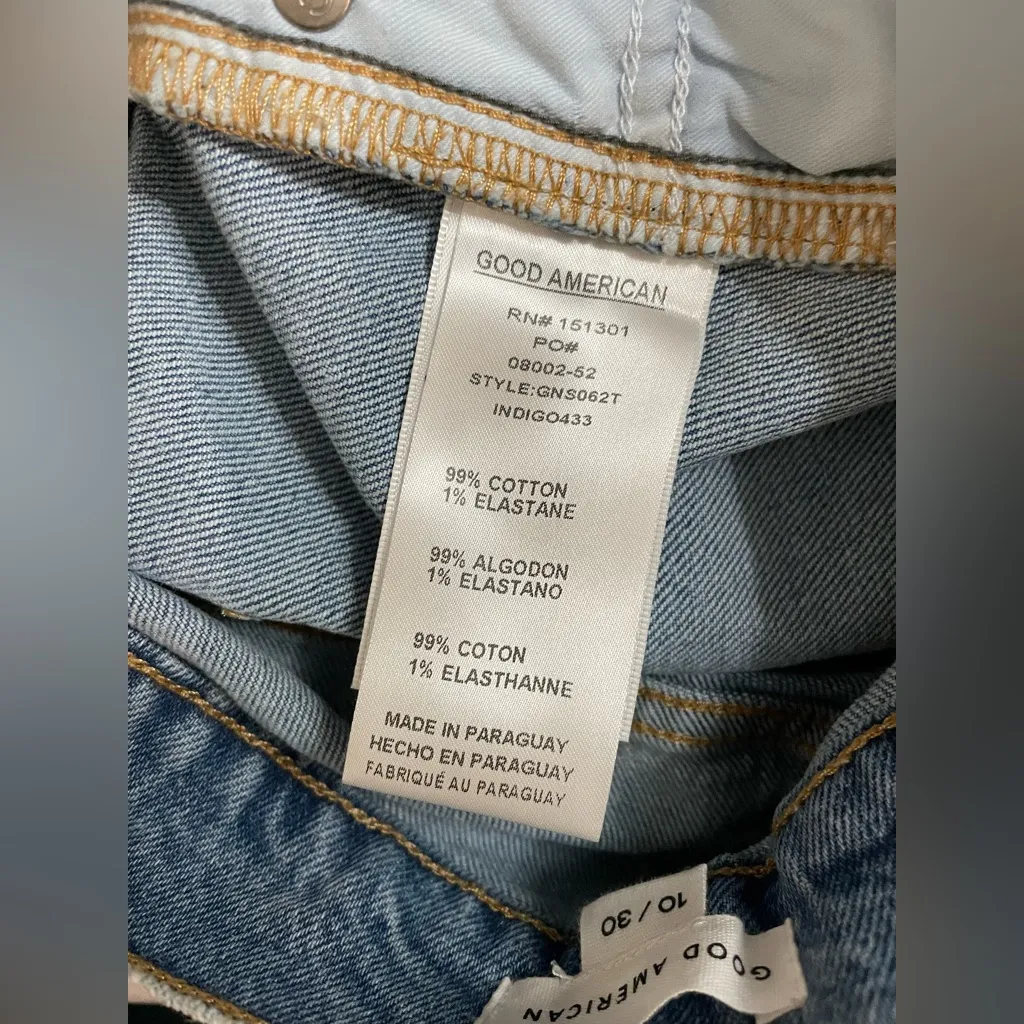 GOOD AMERICAN
RN# 151301
PO#
08002-52
STYLE:GNS062T
INDIGO433
99% COTTON
1% ELASTANE
99% ALGODON
1% ELASTANO
99% COTON
1% ELASTHANNE
MADE IN PARAGUAY
HECHO EN PARAGUAY
FABRIQUÉ AU PARAGUAY
10 / 30
GOOD AMERICAN